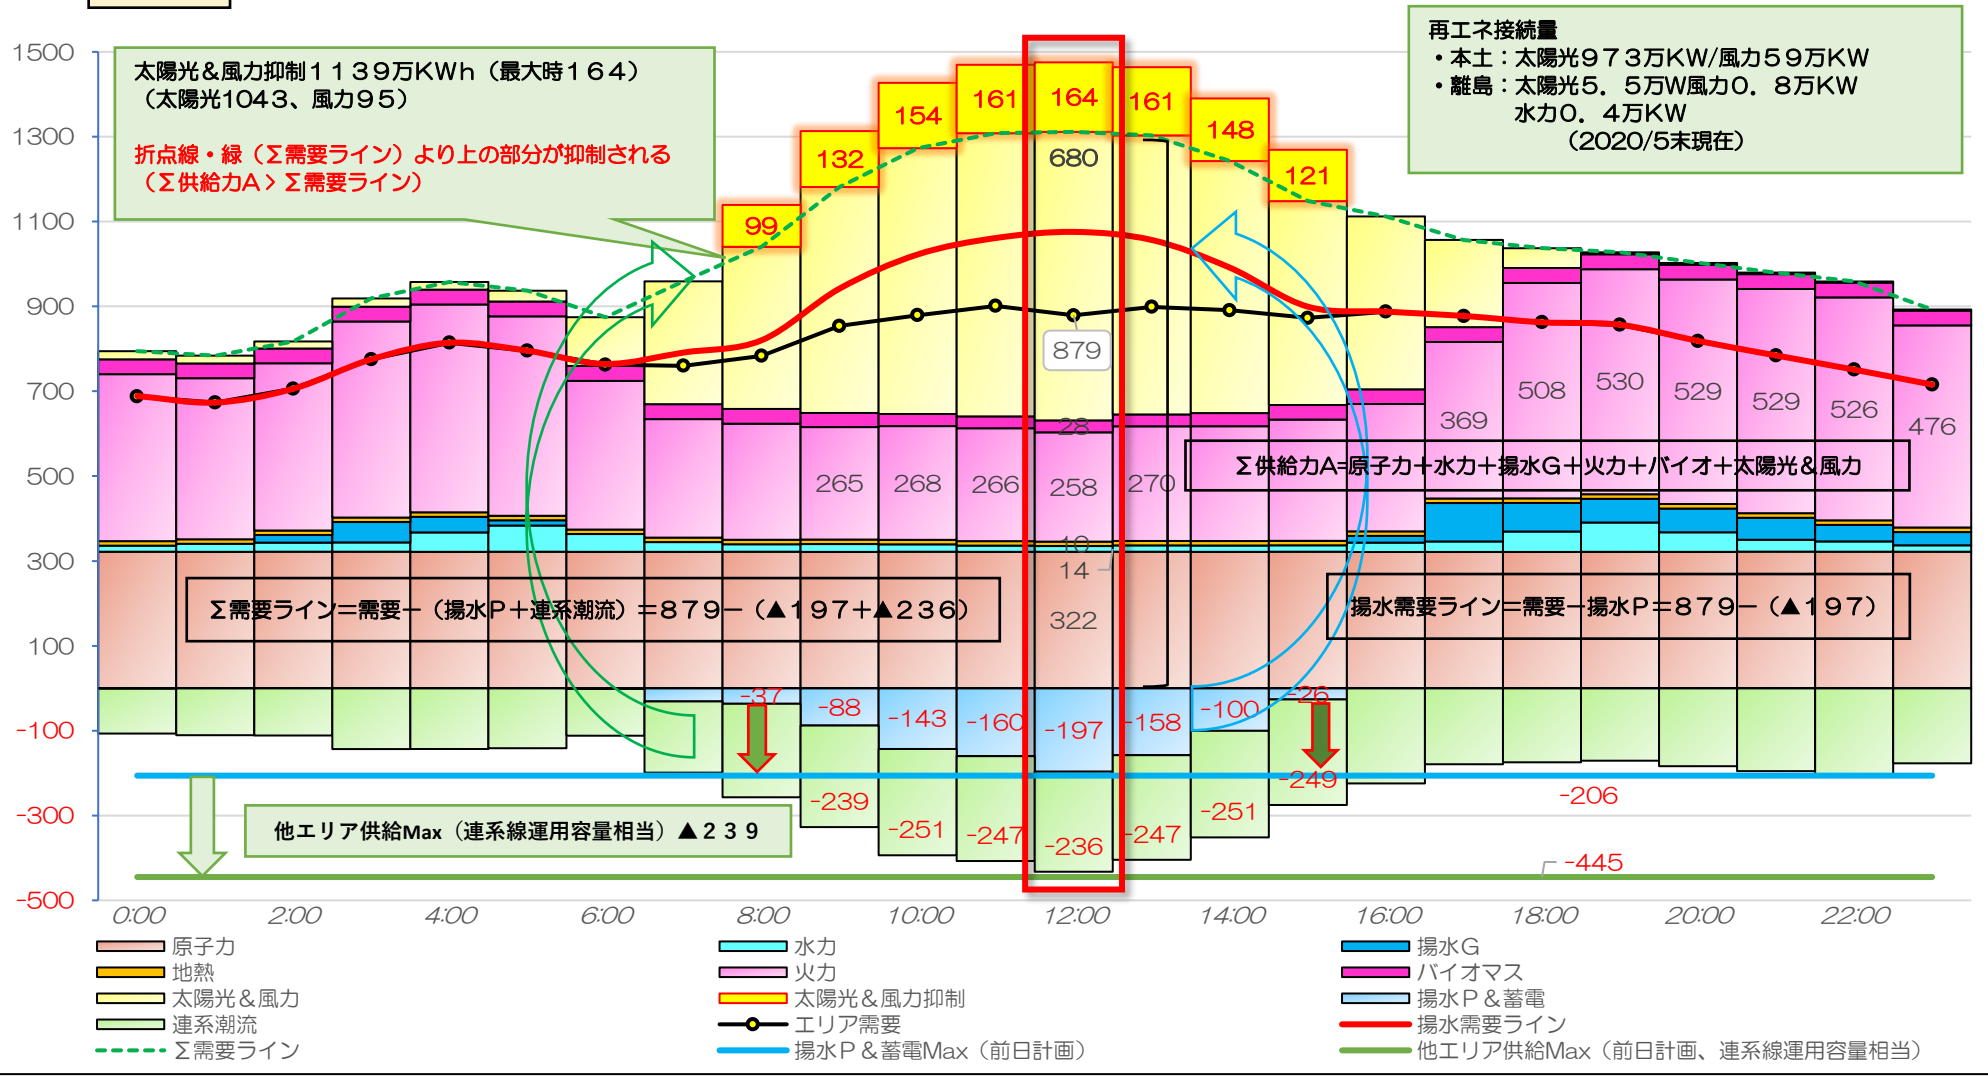 太陽光＆風力抑制１１３９万KWh（最大時１６４）
（太陽光1043、風力９５）
折点線・緑（Σ需要ライン）より上の部分が抑制される
（Σ供給力A＞Σ需要ライン）
再エネ接続量
・本土：太陽光９７３万KW/風力５９万KW
・離島：太陽光５．５万W風力０．８万KW
水力０．４万KW
（2020/5末現在）
1500
1300
1100
900
700
500
300
100
-100
-300
-500
99
132
154
161
164
161
148
121
680
879
28
265
268
266
258
270
369
508
530
529
529
526
476
10
14
322
Σ供給力A=原子力＋水力＋揚水G＋火力＋バイオ＋太陽光＆風力
Σ需要ライン＝需要－（揚水P＋連系潮流）＝８７９－（▲１９７＋▲２３６）
揚水需要ライン＝需要－揚水P＝８７９－（▲１９７）
-37
-88
-143
-160
-197
-158
-100
-26
-239
-251
-247
-236
-247
-251
-249
-206
-445
他エリア供給Max（連系線運用容量相当）▲２３９
0:00
2:00
4:00
6:00
8:00
10:00
12:00
14:00
16:00
18:00
20:00
22:00
原子力
水力
揚水G
地熱
火力
バイオマス
太陽光＆風力
太陽光＆風力抑制
揚水Ｐ＆蓄電
連系潮流
エリア需要
揚水需要ライン
Σ需要ライン
揚水Ｐ＆蓄電Max（前日計画）
他エリア供給Max（前日計画、連系線運用容量相当）